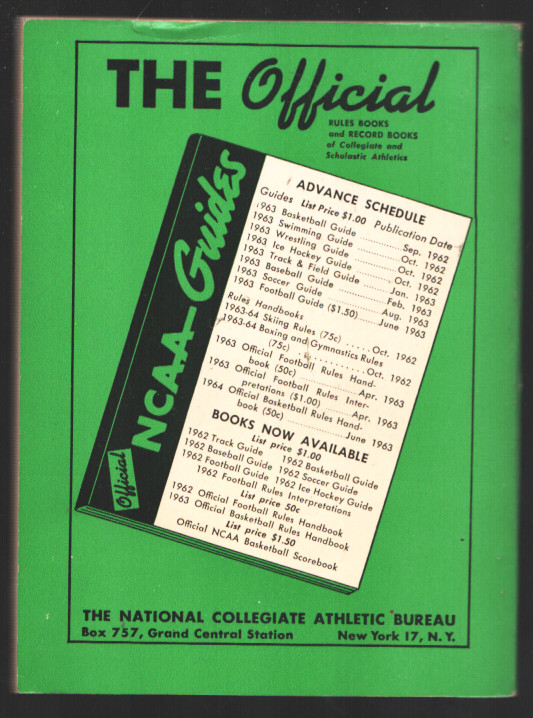 THE Official
RULES BOOKS
and RECORD BOOKS
of Collegiate and
Scholastic Athletics
NCAA Guides
Official
ADVANCE SCHEDULE
Guides List Price $1.00 Publication Date
1963 Basketball Guide ............ Sep. 1962
1963 Swimming Guide ............ Oct. 1962
1963 Wrestling Guide ............ Oct. 1962
1963 Ice Hockey Guide ............ Oct. 1962
1963 Track & Field Guide ............ Jan. 1963
1963 Baseball Guide ............ Feb. 1963
1963 Soccer Guide ............ Aug. 1963
1963 Football Guide ($1.50) ...... June 1963
Rules Handbooks
1963-64 Skiing Rules (75c) ..... Oct. 1962
1963-64 Boxing and Gymnastics Rules
(75c) ............ Oct. 1962
1963 Official Football Rules Hand-
book (50c) ............ Apr. 1963
1963 Official Football Rules Inter-
pretations ($1.00) ...... Apr. 1963
1964 Official Basketball Rules Hand-
book (50c) ............ June 1963
BOOKS NOW AVAILABLE
List price $1.00
1962 Track Guide 1962 Basketball Guide
1962 Baseball Guide 1962 Soccer Guide
1962 Football Guide 1962 Ice Hockey Guide
1962 Football Rules Interpretations
List price 50c
1962 Official Football Rules Handbook
1963 Official Basketball Rules Handbook
List price $1.50
Official NCAA Basketball Scorebook
THE NATIONAL COLLEGIATE ATHLETIC BUREAU
Box 757, Grand Central Station New York 17, N.Y.